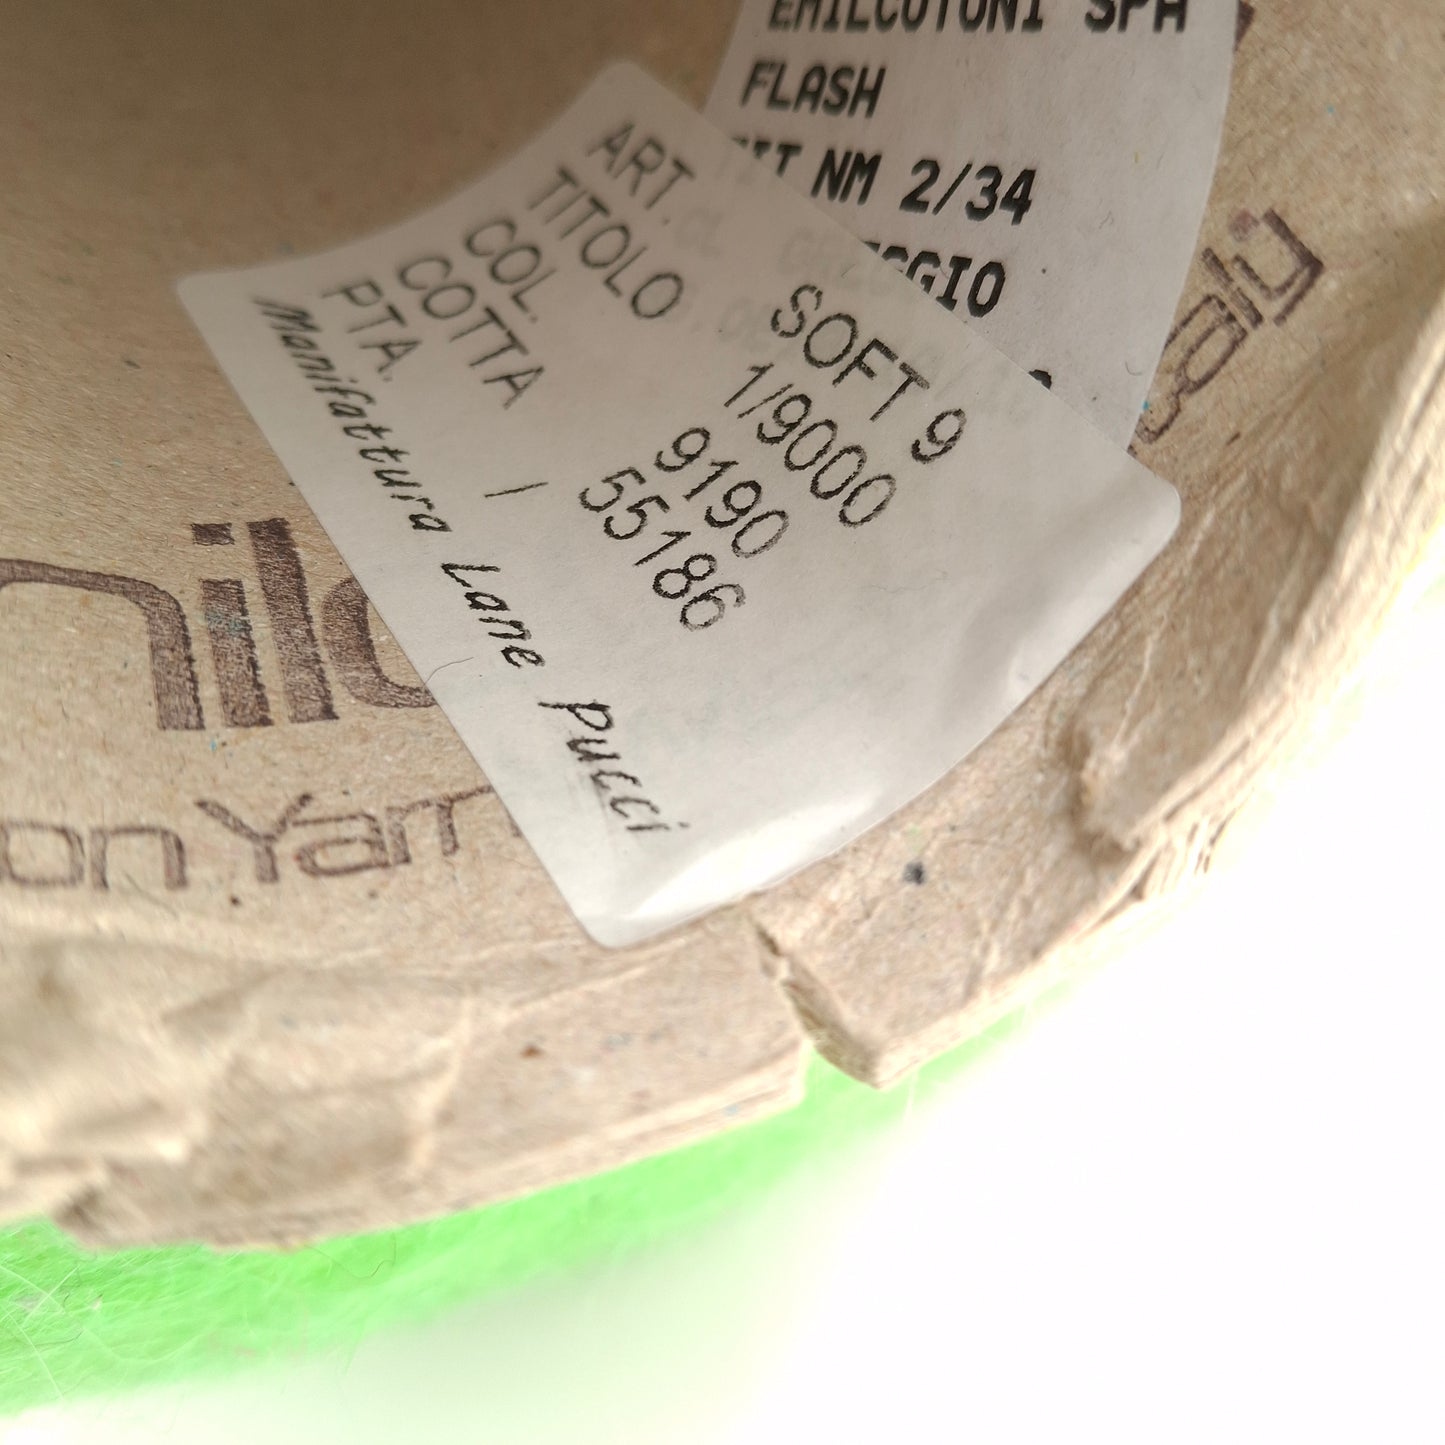 EMILCOTONI SPA
FLASH
NM 2/34
ART. SOFT 9
TITOLO 1/9000
COL. 9190
COTTA 55186
PTA. /
Manifattura Lane Pucci
Yarn